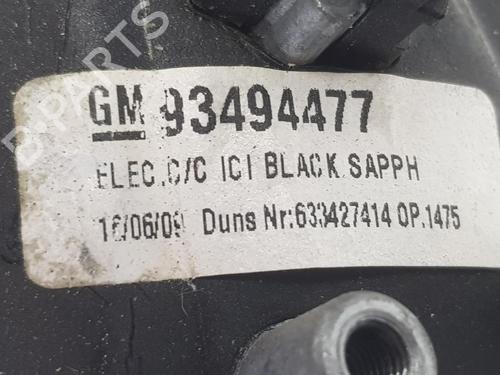 GM 93494477
ELEC.C/C ICI BLACK SAPPH
16/06/09 Duns Nr:633427414 OP.1475
B-PARTS